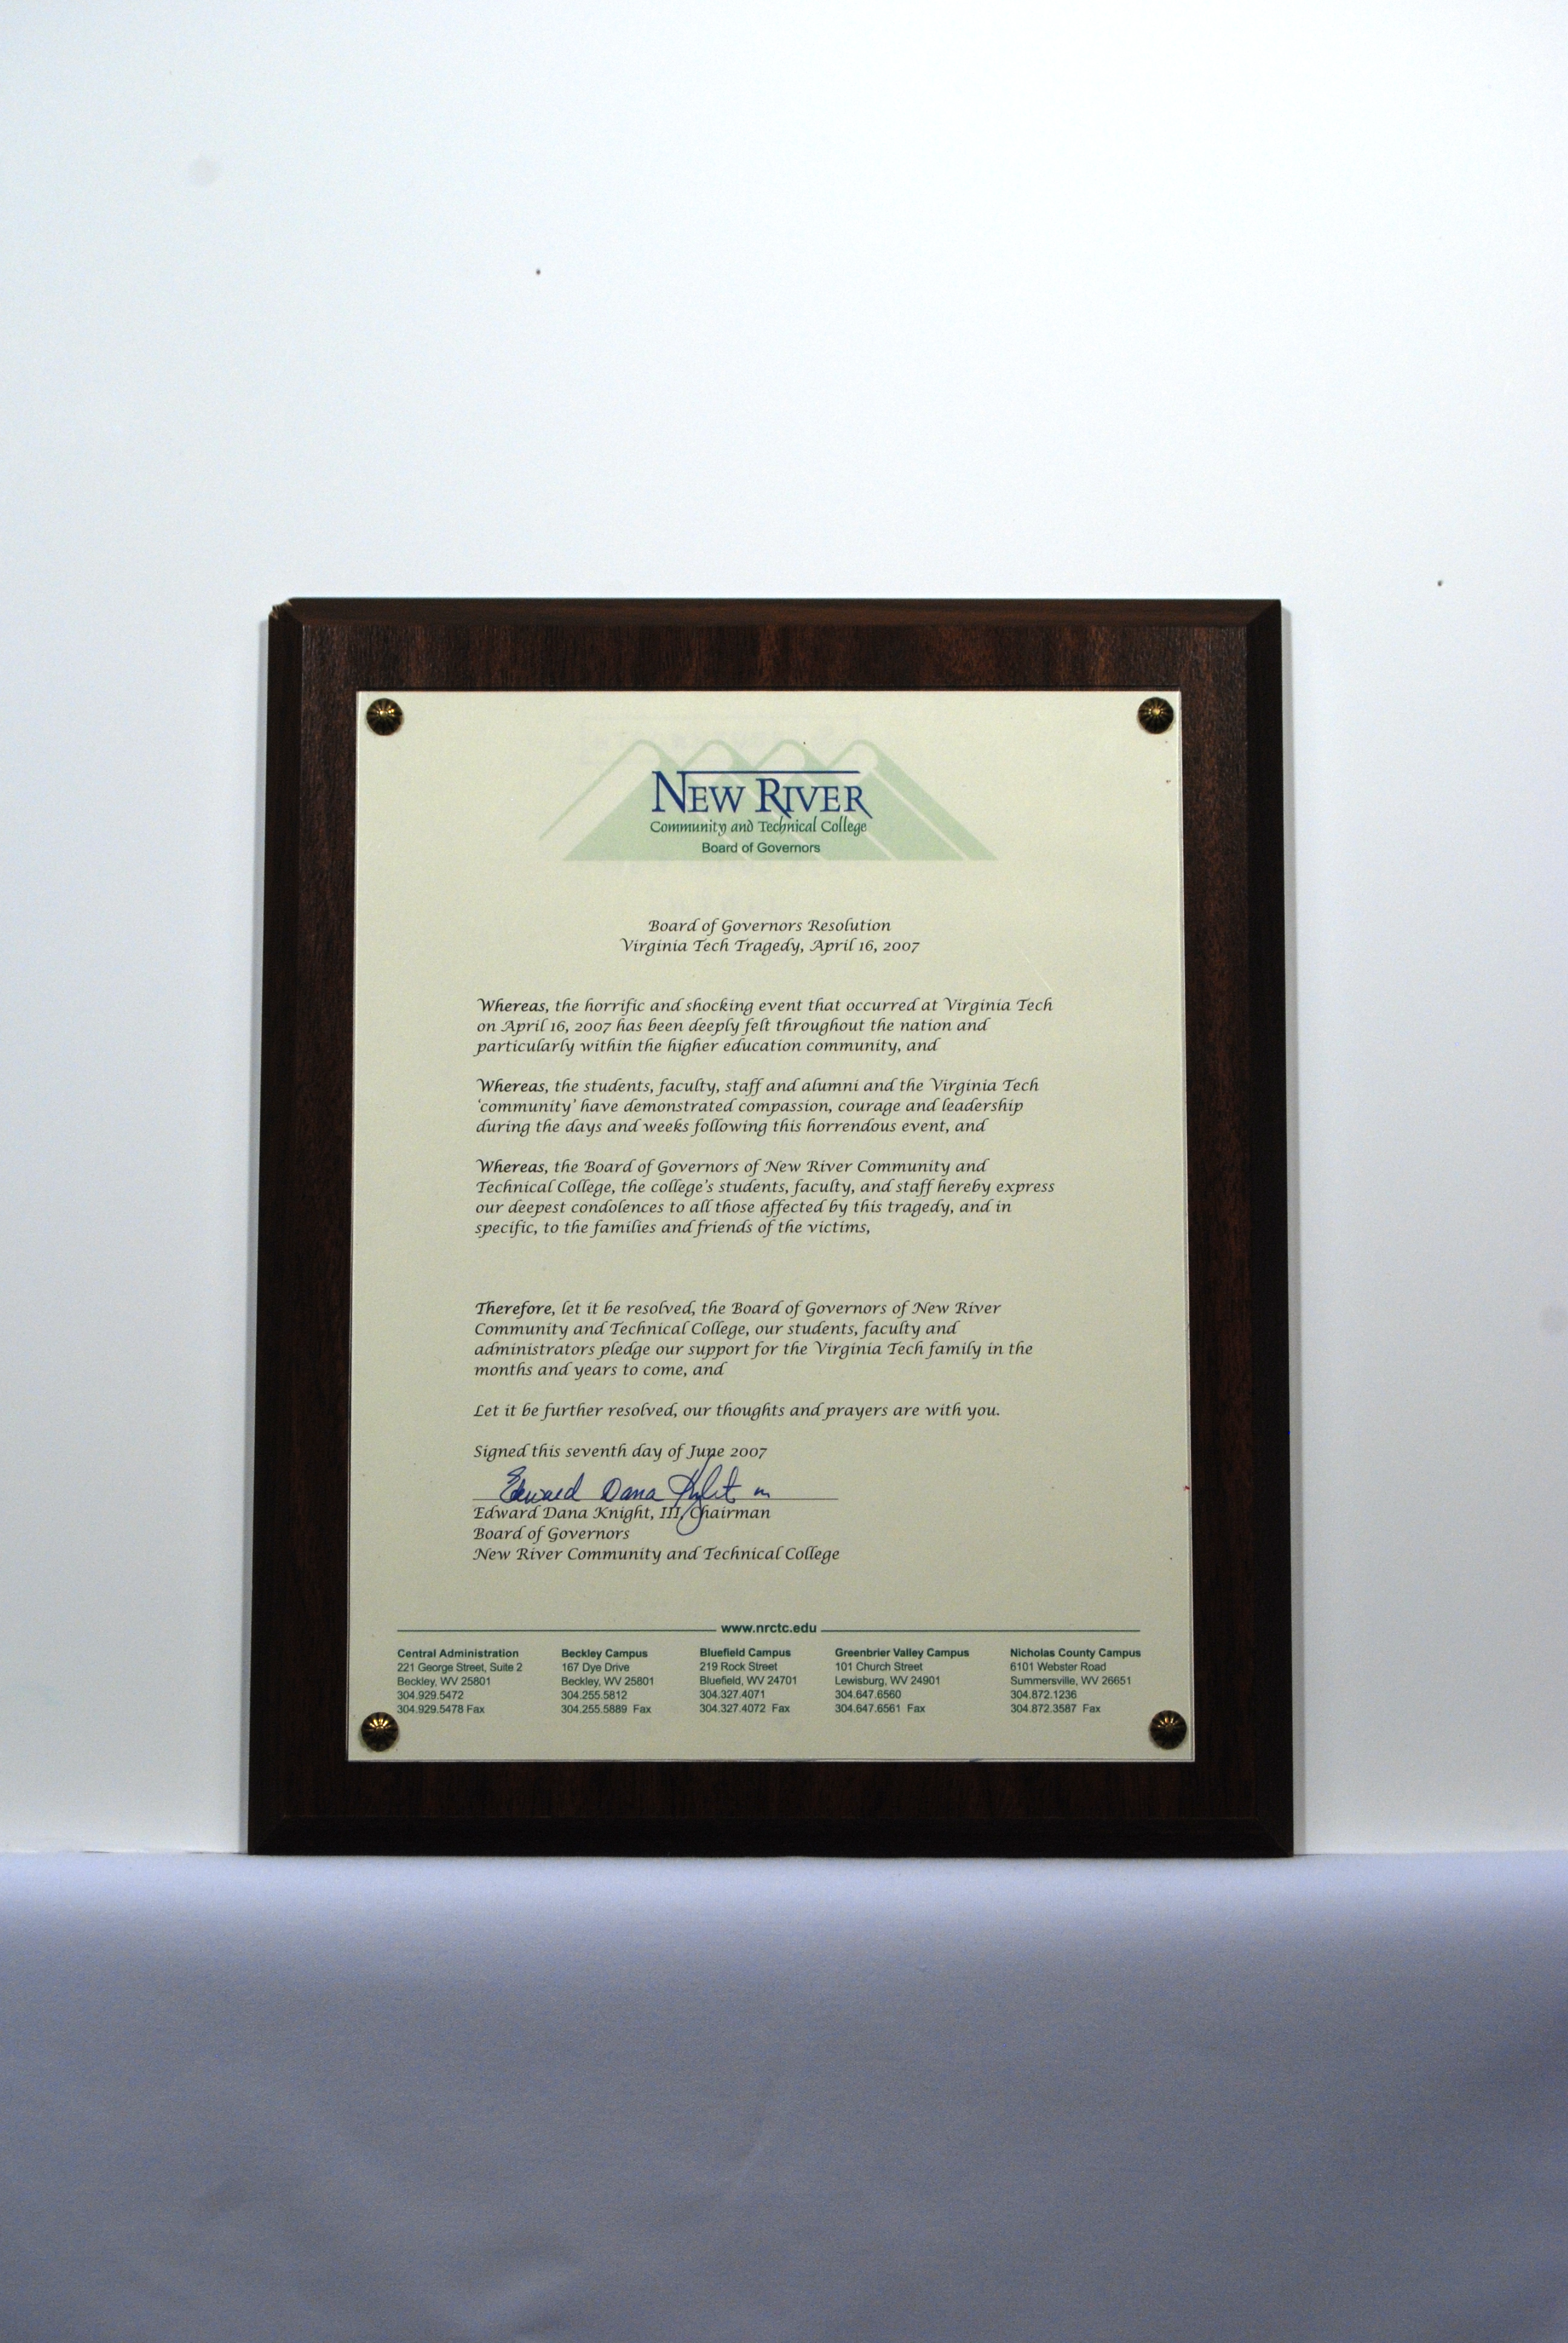 NEW RIVER
Community and Technical College
Board of Governors
Board of Governors Resolution
Virginia Tech Tragedy, April 16, 2007
Whereas, the horrific and shocking event that occurred at Virginia Tech
on April 16, 2007 has been deeply felt throughout the nation and
particularly within the higher education community, and
Whereas, the students, faculty, staff and alumni and the Virginia Tech
'community' have demonstrated compassion, courage and leadership
during the days and weeks following this horrendous event, and
Whereas, the Board of Governors of New River Community and
Technical College, the college's students, faculty, and staff hereby express
our deepest condolences to all those affected by this tragedy, and in
specific, to the families and friends of the victims,
Therefore, let it be resolved, the Board of Governors of New River
Community and Technical College, our students, faculty and
administrators pledge our support for the Virginia Tech family in the
months and years to come, and
Let it be further resolved, our thoughts and prayers are with you.
Signed this seventh day of June 2007
Edward Dana Knight III
Edward Dana Knight, III, Chairman
Board of Governors
New River Community and Technical College
www.nrctc.edu
Central Administration
221 George Street, Suite 2
Beckley, WV 25801
304.929.5472
304.929.5478 Fax
Beckley Campus
167 Dye Drive
Beckley, WV 25801
304.255.5812
304.255.5889 Fax
Bluefield Campus
219 Rock Street
Bluefield, WV 24701
304.327.4071
304.327.4072 Fax
Greenbrier Valley Campus
101 Church Street
Lewisburg, WV 24901
304.647.6560
304.647.6561 Fax
Nicholas County Campus
6101 Webster Road
Summersville, WV 26651
304.872.1236
304.872.3587 Fax